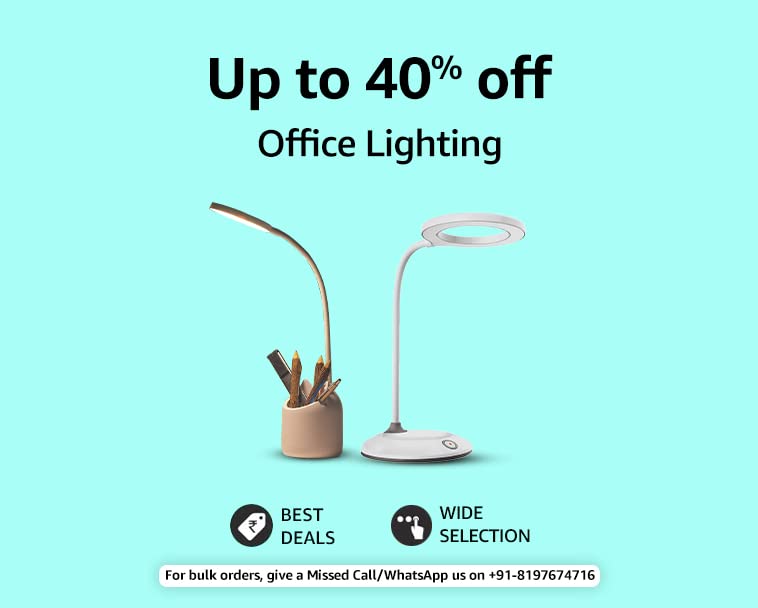 Up to 40% off
Office Lighting
₹
BEST
DEALS
WIDE
SELECTION
For bulk orders, give a Missed Call/WhatsApp us on +91-8197674716